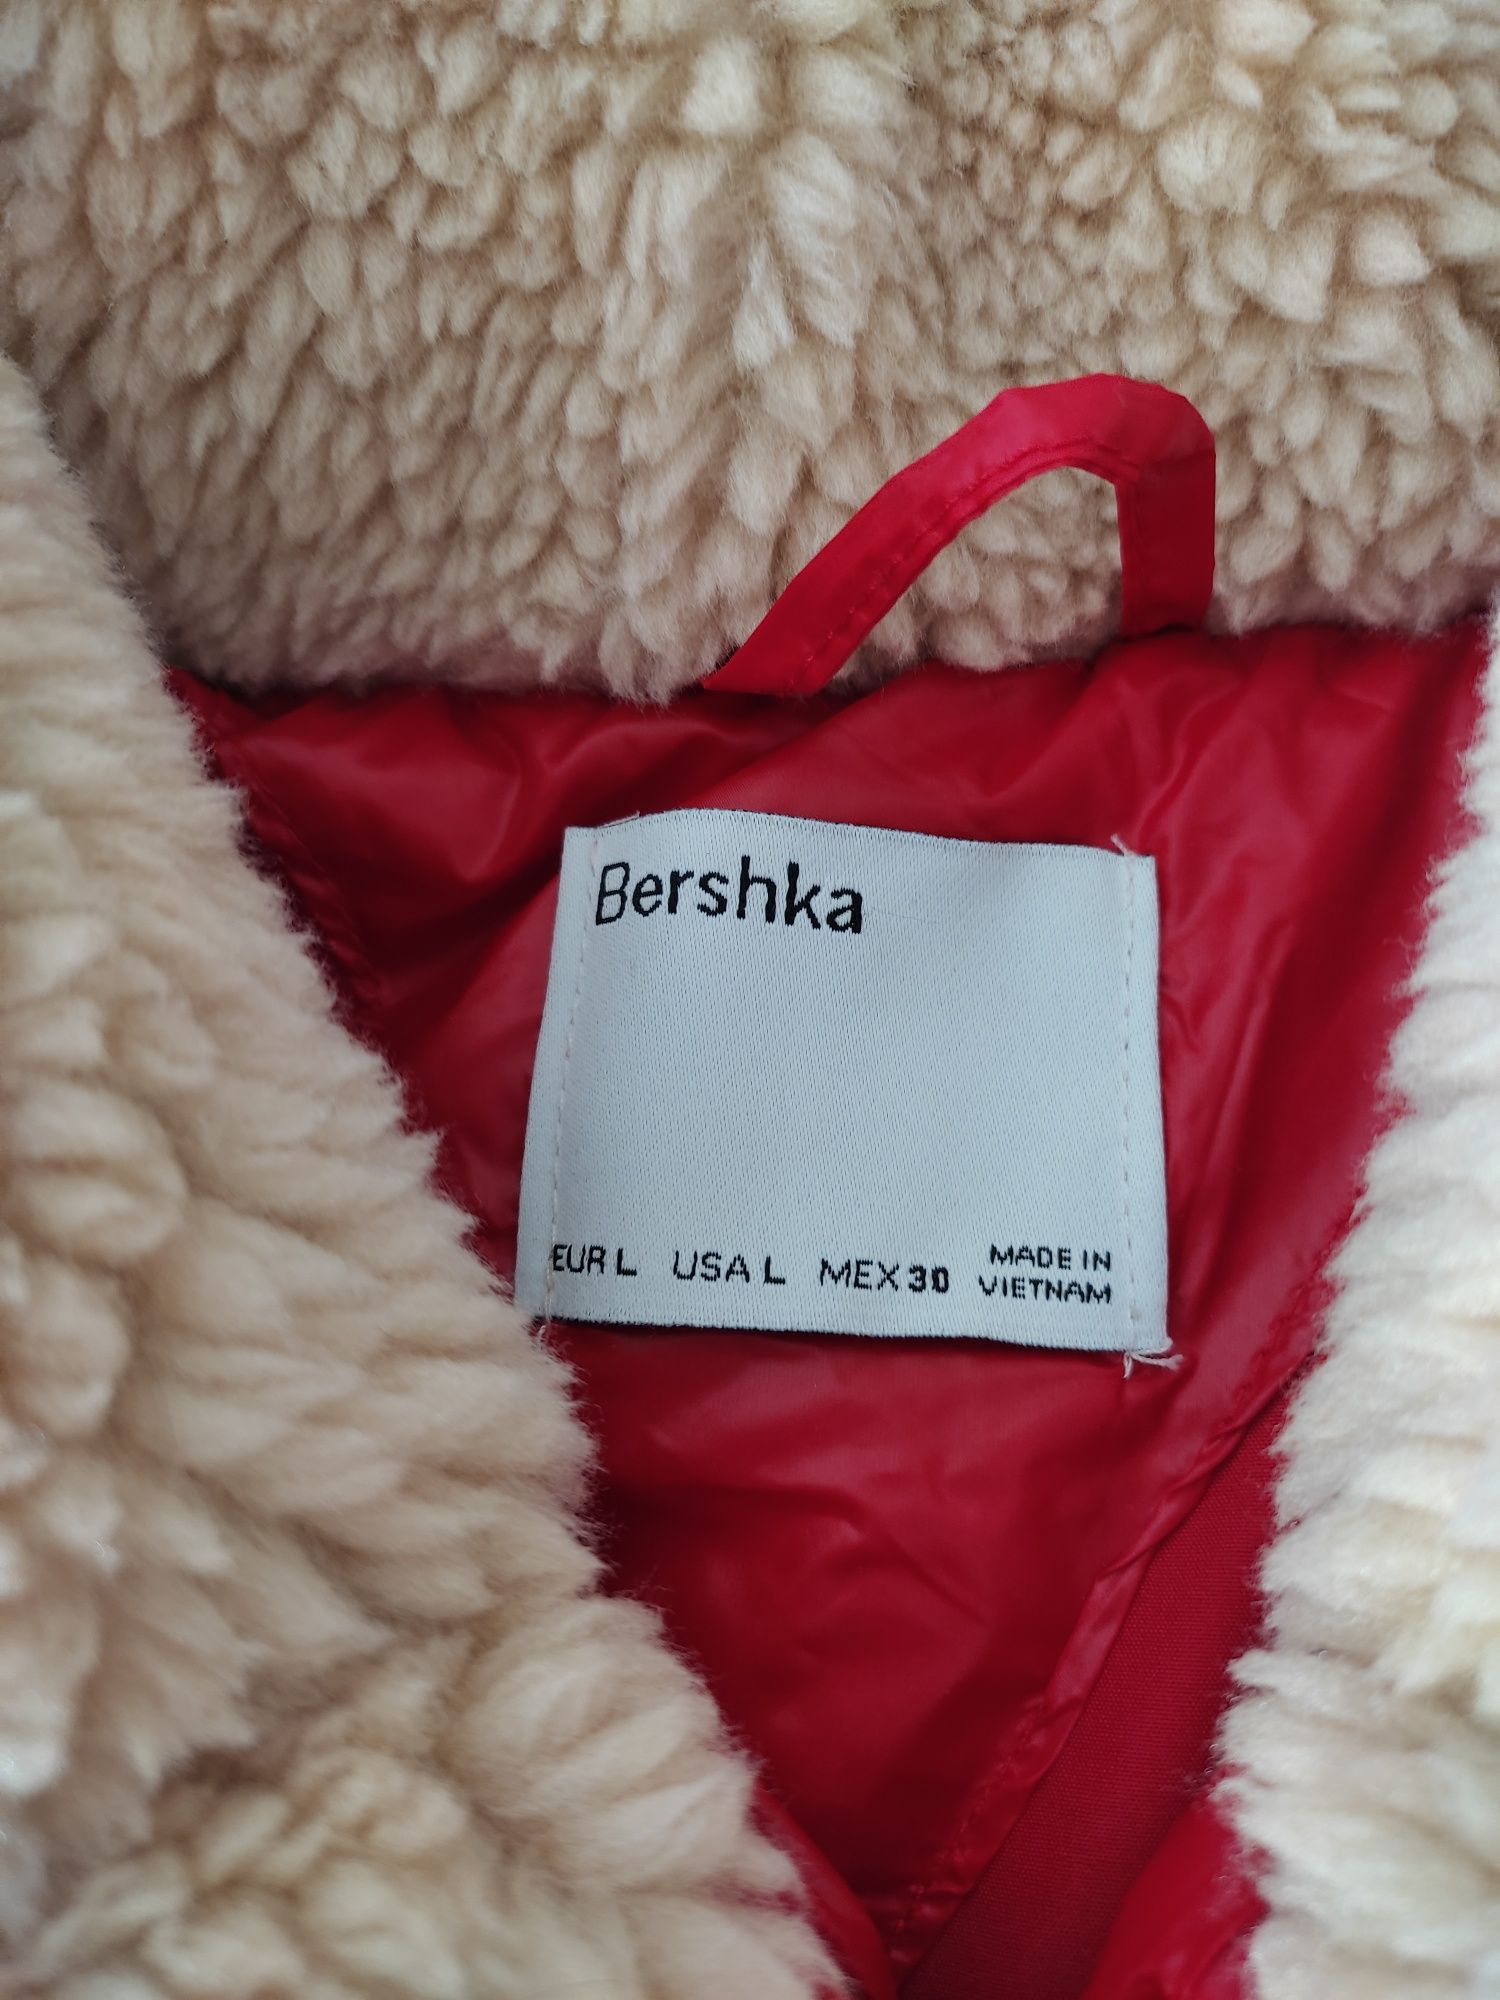 Bershka
EUR L USA L MEX 30 MADE IN
VIETNAM